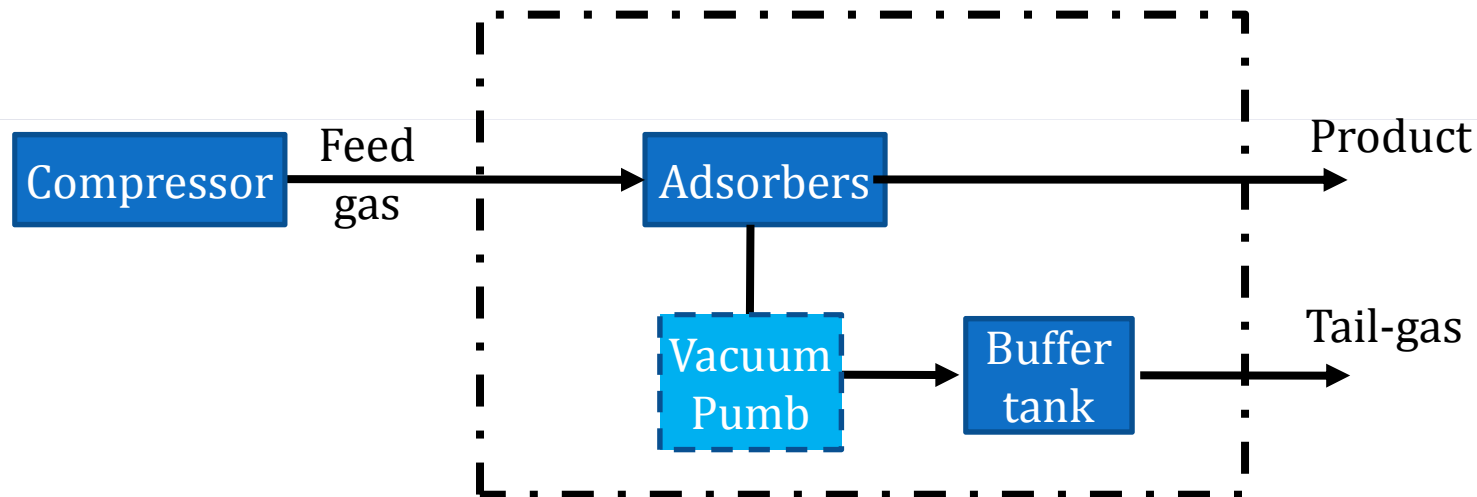 Compressor
Feed
gas
Adsorbers
Product
Vacuum
Pumb
Buffer
tank
Tail-gas